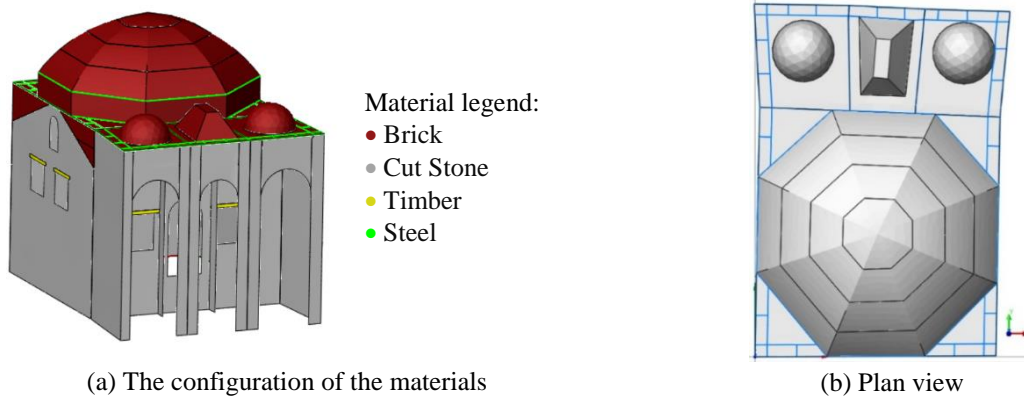 Material legend:
• Brick
• Cut Stone
• Timber
• Steel
(a) The configuration of the materials
(b) Plan view